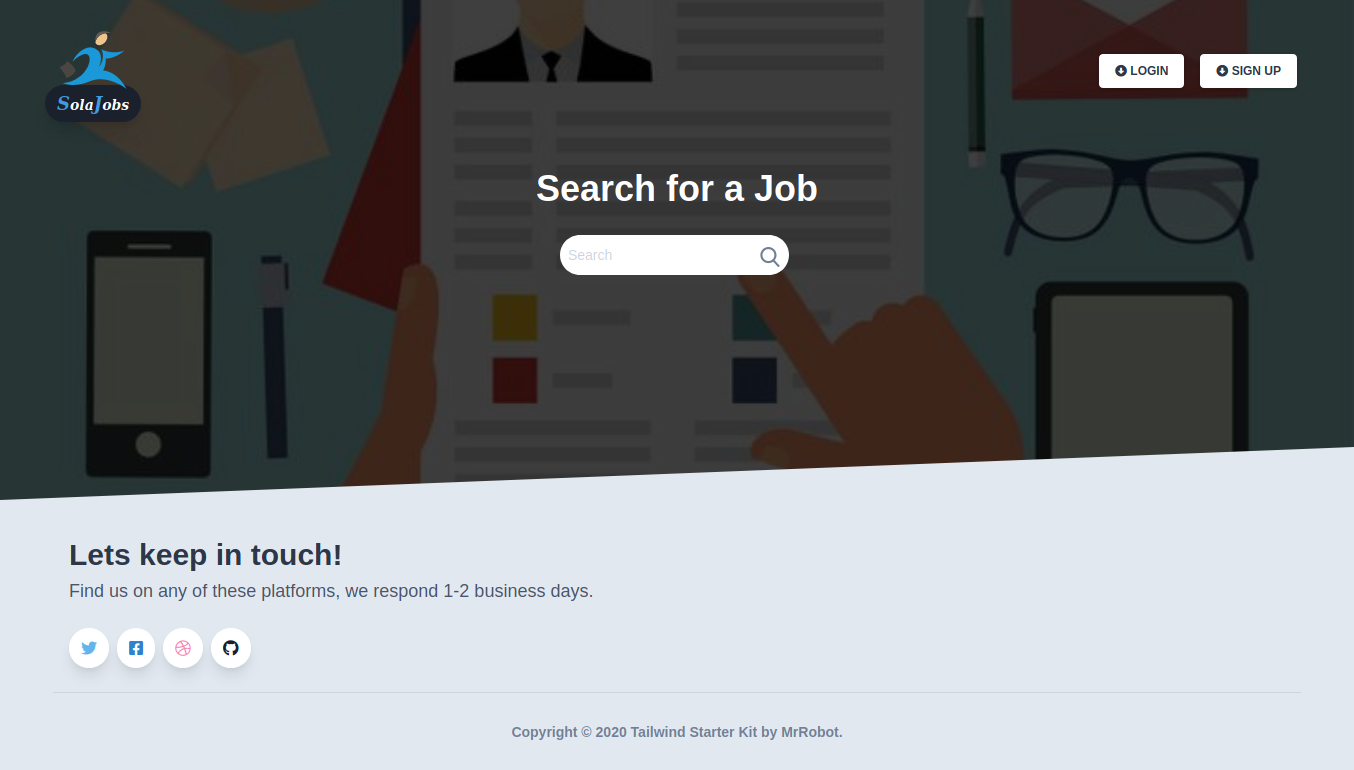 SolaJobs
LOGIN
SIGN UP
Search for a Job
Search
Lets keep in touch!
Find us on any of these platforms, we respond 1-2 business days.
Copyright © 2020 Tailwind Starter Kit by MrRobot.